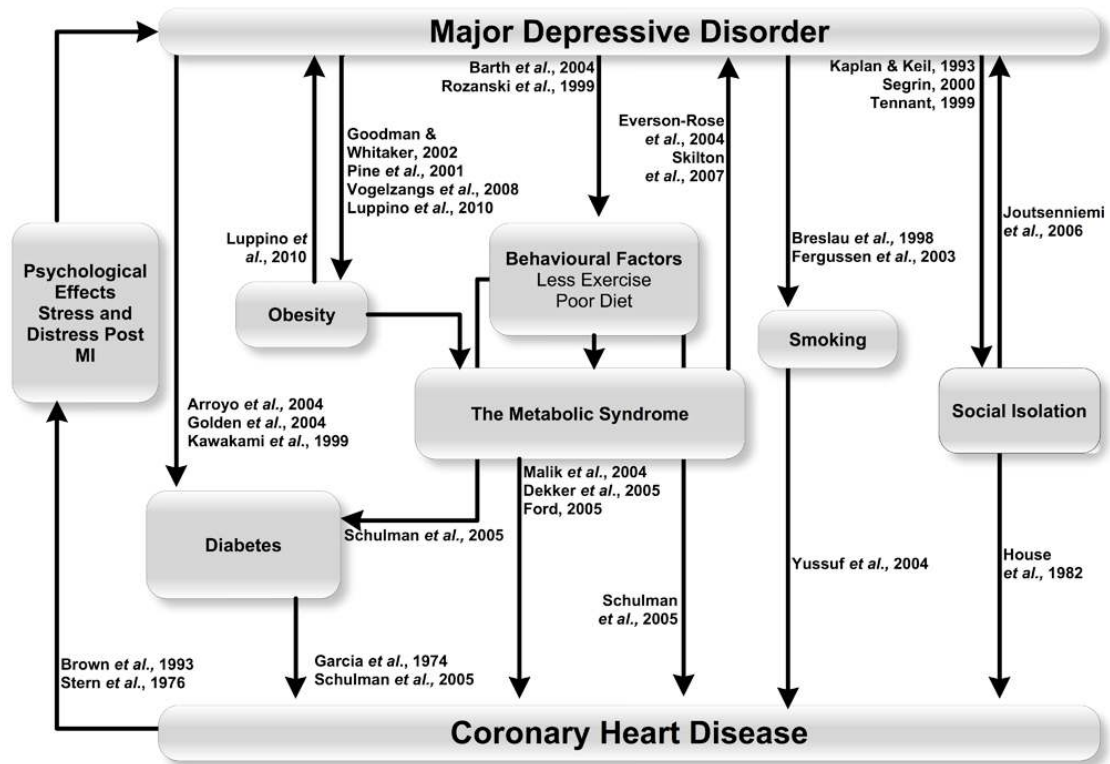 Major Depressive Disorder
Barth et al., 2004
Rozanski et al., 1999
Kaplan & Keil, 1993
Segrin, 2000
Tennant, 1999
Everson-Rose
et al., 2004
Skilton
et al., 2007
Goodman &
Whitaker, 2002
Pine et al., 2001
Vogelzangs et al., 2008
Luppino et al., 2010
Luppino et
al., 2010
Joutsenniemi
et al., 2006
Breslau et al., 1998
Fergussen et al., 2003
Psychological
Effects
Stress and
Distress Post
MI
Behavioural Factors
Less Exercise
Poor Diet
Obesity
Smoking
The Metabolic Syndrome
Social Isolation
Arroyo et al., 2004
Golden et al., 2004
Kawakami et al., 1999
Malik et al., 2004
Dekker et al., 2005
Ford, 2005
Diabetes
Schulman et al., 2005
Yussuf et al., 2004
House
et al., 1982
Schulman
et al., 2005
Brown et al., 1993
Stern et al., 1976
Garcia et al., 1974
Schulman et al., 2005
Coronary Heart Disease